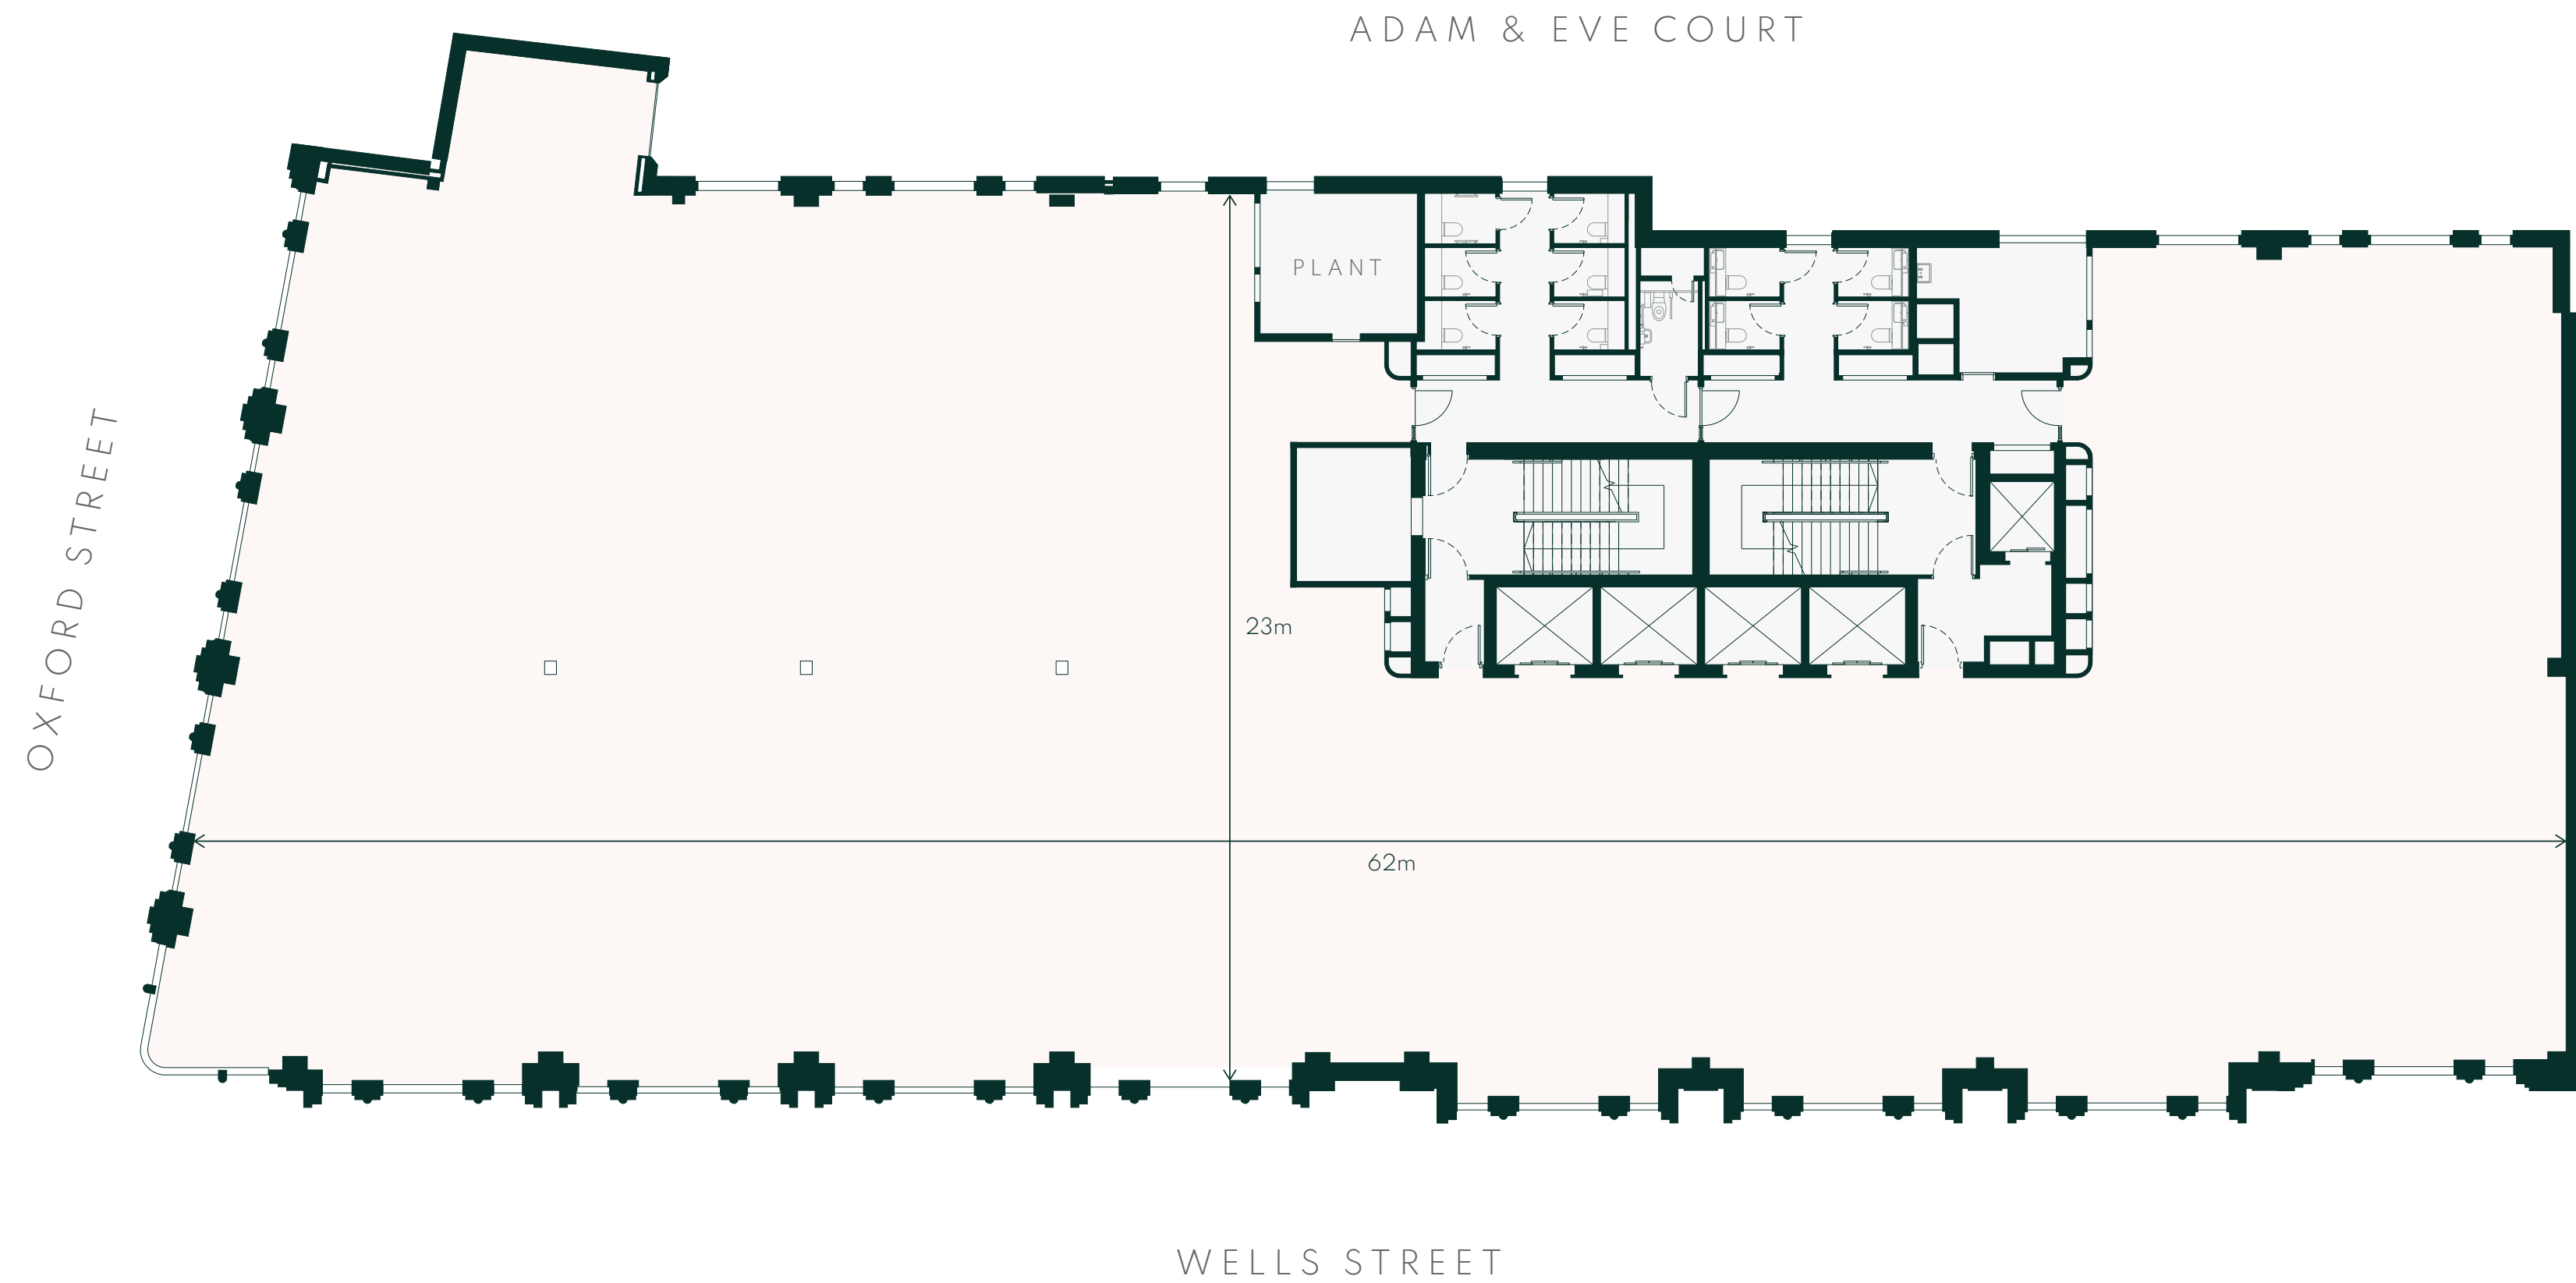 ADAM & EVE COURT
PLANT
OXFORD STREET
23m
62m
WELLS STREET